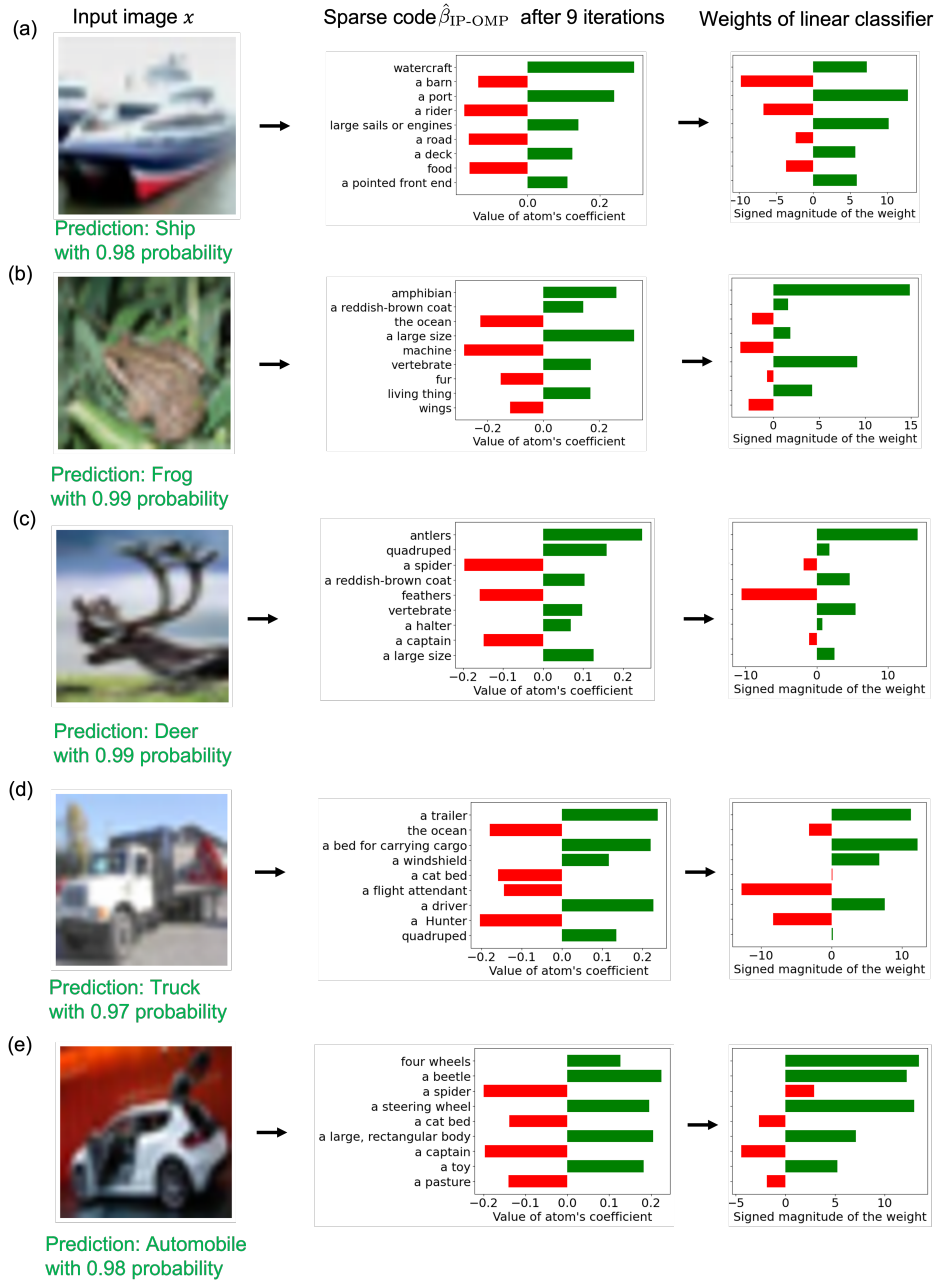 Input image x
Sparse code β̂_IP-OMP after 9 iterations
Weights of linear classifier
(a)
watercraft
a barn
a port
a rider
large sails or engines
a road
a deck
food
a pointed front end
0.0 0.2
Value of atom's coefficient
−10 −5 0 5 10
Signed magnitude of the weight
Prediction: Ship
with 0.98 probability
(b)
amphibian
a reddish-brown coat
the ocean
a large size
machine
vertebrate
fur
living thing
wings
−0.2 0.0 0.2
Value of atom's coefficient
0 5 10 15
Signed magnitude of the weight
Prediction: Frog
with 0.99 probability
(c)
antlers
quadruped
a spider
a reddish-brown coat
feathers
vertebrate
a halter
a captain
a large size
−0.2 −0.1 0.0 0.1 0.2
Value of atom's coefficient
−10 0 10
Signed magnitude of the weight
Prediction: Deer
with 0.99 probability
(d)
a trailer
the ocean
a bed for carrying cargo
a windshield
a cat bed
a flight attendant
a driver
a Hunter
quadruped
−0.2 −0.1 0.0 0.1 0.2
Value of atom's coefficient
−10 0 10
Signed magnitude of the weight
Prediction: Truck
with 0.97 probability
(e)
four wheels
a beetle
a spider
a steering wheel
a cat bed
a large, rectangular body
a captain
a toy
a pasture
−0.2 −0.1 0.0 0.1 0.2
Value of atom's coefficient
−5 0 5 10
Signed magnitude of the weight
Prediction: Automobile
with 0.98 probability